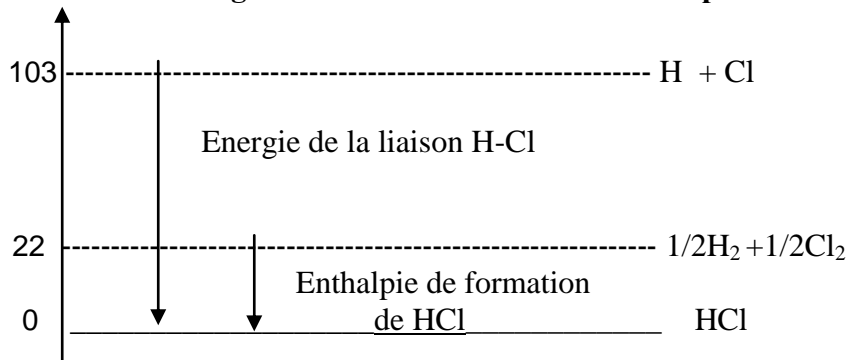 103 H + Cl
Energie de la liaison H-Cl
22 1/2H₂ +1/2Cl₂
Enthalpie de formation
de HCl
0 HCl